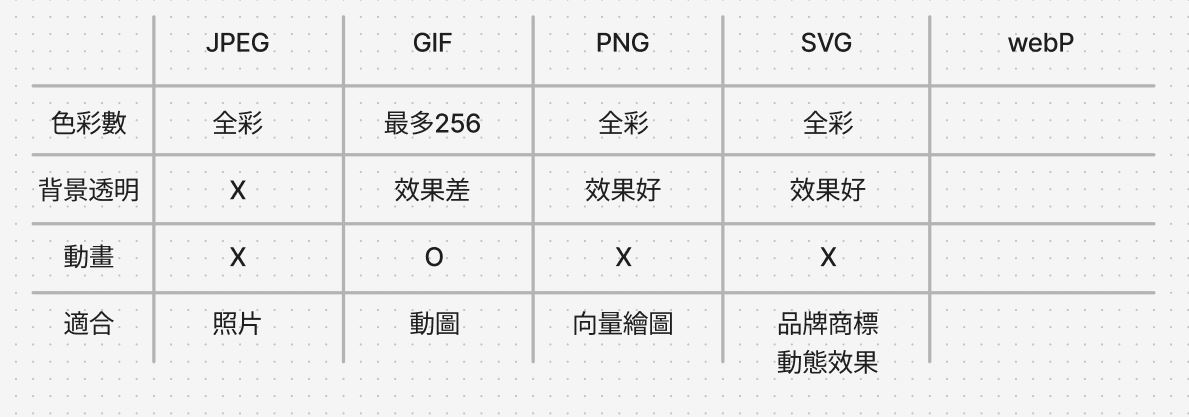 JPEG GIF PNG SVG webP
色彩數 全彩 最多256 全彩 全彩
背景透明 X 效果差 效果好 效果好
動畫 X O X X
適合 照片 動圖 向量繪圖 品牌商標
動態效果